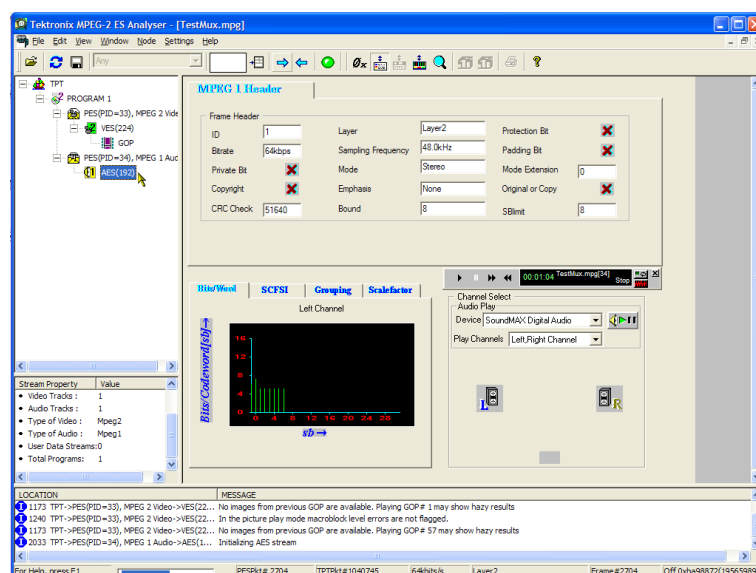 Tektronix MPEG-2 ES Analyser - [TestMux.mpg]
File Edit View Window Node Settings Help
Any
TPT
PROGRAM 1
PES(PID=33), MPEG 2 Vide
VES(224)
GOP
PES(PID=34), MPEG 1 Auc
AES(192)
MPEG 1 Header
Frame Header
ID 1 Layer Layer2 Protection Bit
Bitrate 64kbps Sampling Frequency 48.0kHz Padding Bit
Private Bit Mode Stereo Mode Extension 0
Copyright Emphasis None Original or Copy
CRC Check 51640 Bound 8 SBlimit 8
00:01:04 TestMux.mpg[34] Stop
Bits/Word SCFSI Grouping Scalefactor
Left Channel
Bits/Codeword[sb]→
16
12
8
4
0
0 4 8 12 16 20 24 28
sb→
Channel Select
Audio Play
Device SoundMAX Digital Audio
Play Channels Left,Right Channel
L R
Stream Property Value
Video Tracks : 1
Audio Tracks : 1
Type of Video : Mpeg2
Type of Audio : Mpeg1
User Data Streams:0
Total Programs: 1
LOCATION MESSAGE
1173 TPT->PES(PID=33), MPEG 2 Video->VES(22... No images from previous GOP are available. Playing GOP# 1 may show hazy results
1240 TPT->PES(PID=33), MPEG 2 Video->VES(22... In the picture play mode macroblock level errors are not flagged.
1173 TPT->PES(PID=33), MPEG 2 Video->VES(22... No images from previous GOP are available. Playing GOP# 57 may show hazy results
2033 TPT->PES(PID=34), MPEG 1 Audio->AES(1... Initializing AES stream
For Help, press F1 PESPkt# 2704 TPTPkt#1040745 64kbits/s Layer2 Frame#2704 Off 0xba98872(19565989